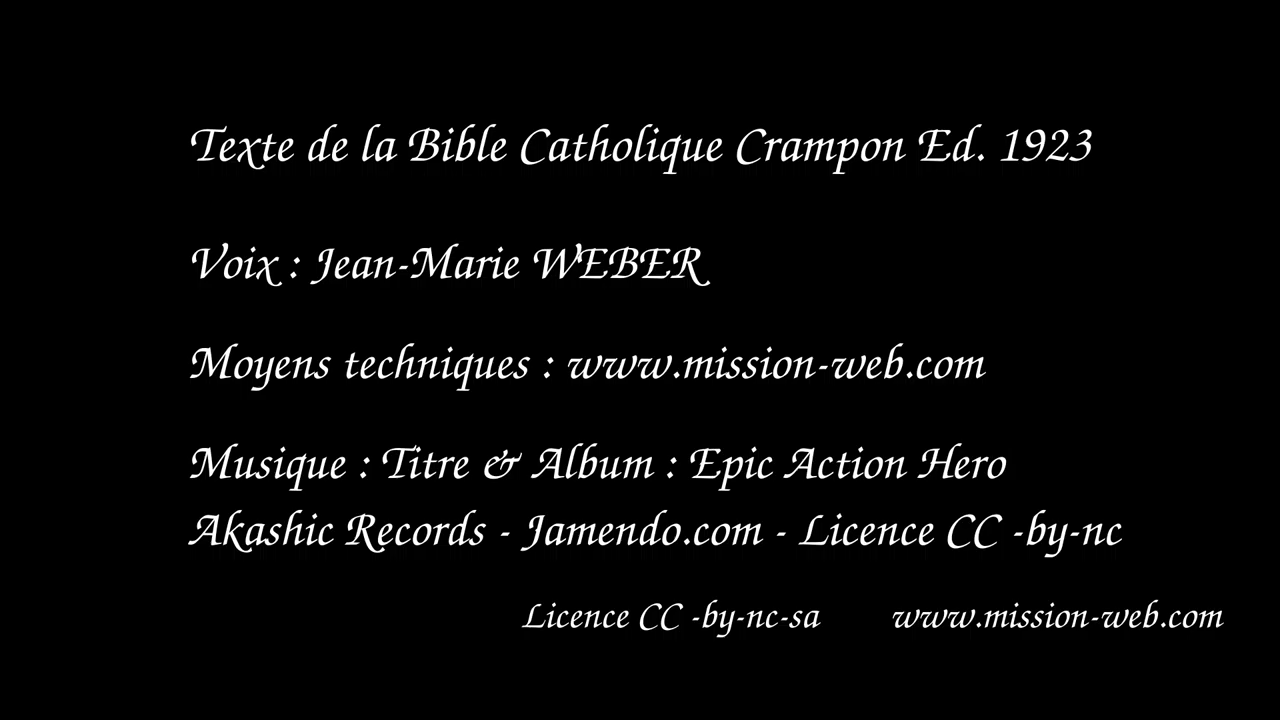 Texte de la Bible Catholique Crampon Ed. 1923
Voix : Jean-Marie WEBER
Moyens techniques : www.mission-web.com
Musique : Titre & Album : Epic Action Hero
Akashic Records - Jamendo.com - Licence CC -by-nc
Licence CC -by-nc-sa www.mission-web.com